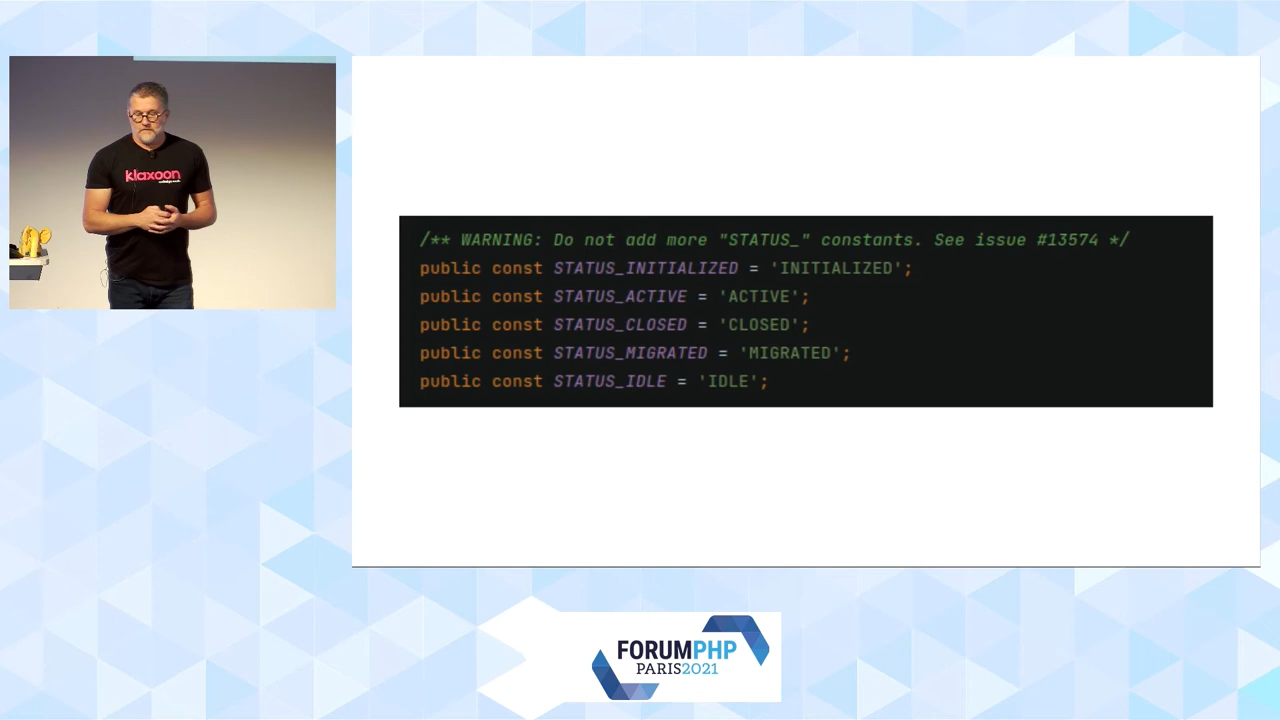 klaxoon
/** WARNING: Do not add more "STATUS_" constants. See issue #13574 */
public const STATUS_INITIALIZED = 'INITIALIZED';
public const STATUS_ACTIVE = 'ACTIVE';
public const STATUS_CLOSED = 'CLOSED';
public const STATUS_MIGRATED = 'MIGRATED';
public const STATUS_IDLE = 'IDLE';
FORUMPHP
PARIS2021